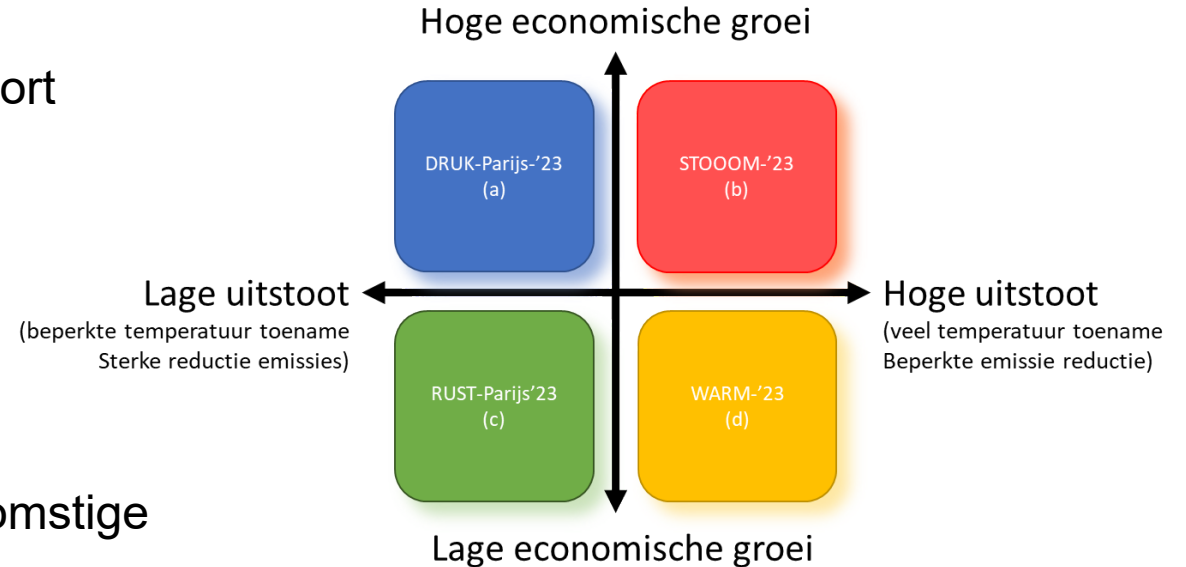 Hoge economische groei
ort
DRUK-Parijs-’23
(a)
STOOOM-’23
(b)
Lage uitstoot
(beperkte temperatuur toename
Sterke reductie emissies)
Hoge uitstoot
(veel temperatuur toename
Beperkte emissie reductie)
RUST-Parijs’23
(c)
WARM-’23
(d)
omstige
Lage economische groei